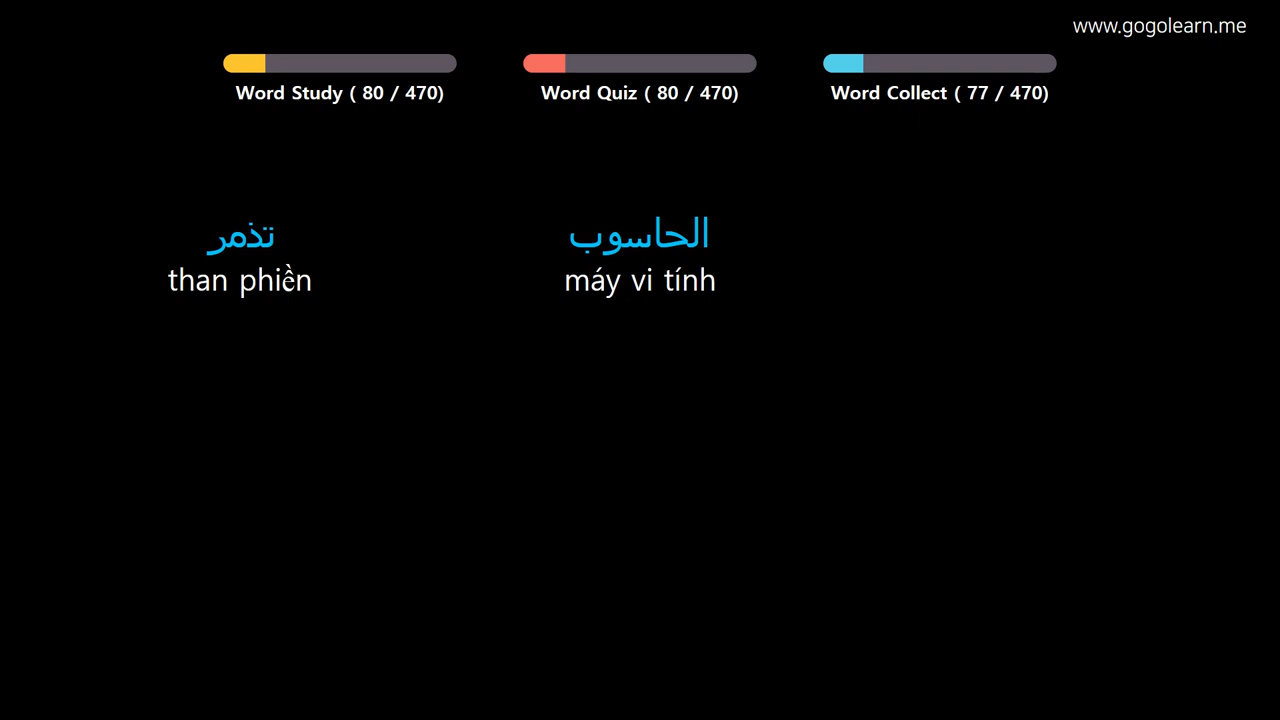 www.gogolearn.me
Word Study ( 80 / 470)
Word Quiz ( 80 / 470)
Word Collect ( 77 / 470)
تذمر
than phiền
الحاسوب
máy vi tính